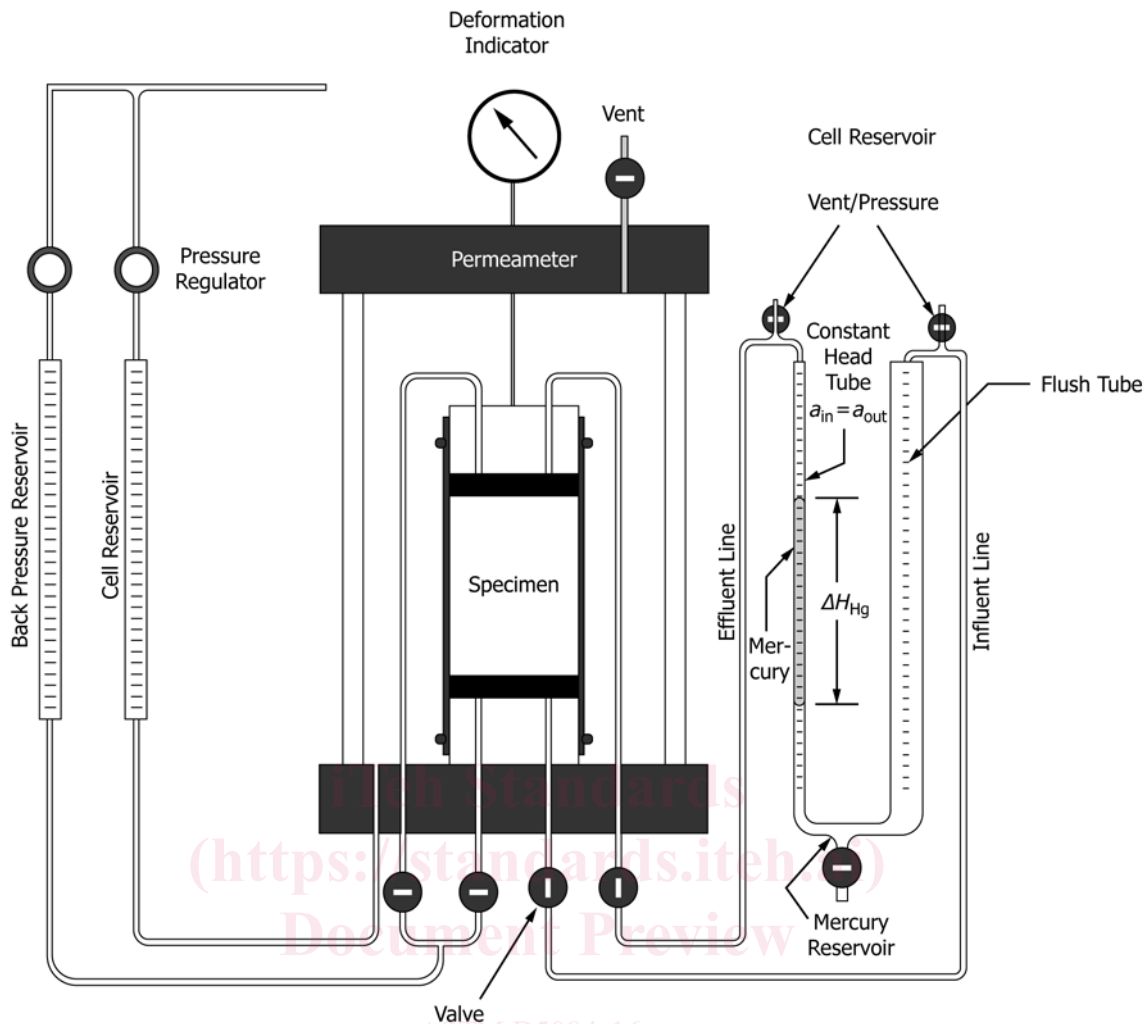 Deformation
Indicator
Vent
Cell Reservoir
Vent/Pressure
Pressure
Regulator
Permeameter
Constant
Head
Tube
a_in = a_out
Flush Tube
Back Pressure Reservoir
Cell Reservoir
Specimen
Effluent Line
Mer-
cury
ΔH_Hg
Influent Line
iTeh Standards
(https://standards.iteh.ai)
Document Preview
Mercury
Reservoir
Valve